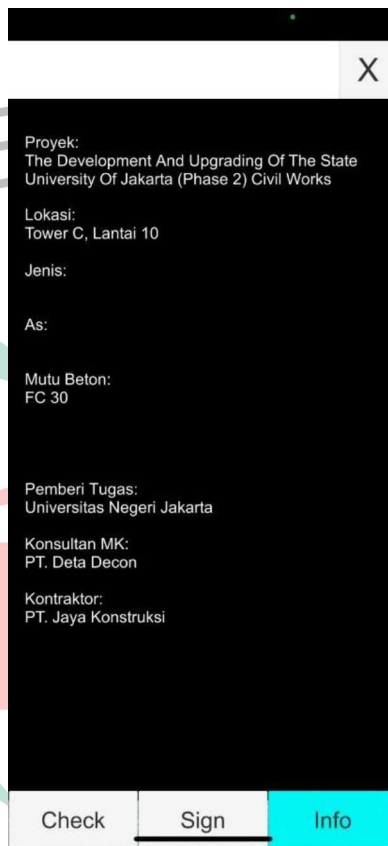 X
Proyek:
The Development And Upgrading Of The State
University Of Jakarta (Phase 2) Civil Works
Lokasi:
Tower C, Lantai 10
Jenis:
As:
Mutu Beton:
FC 30
Pemberi Tugas:
Universitas Negeri Jakarta
Konsultan MK:
PT. Deta Decon
Kontraktor:
PT. Jaya Konstruksi
Check Sign Info